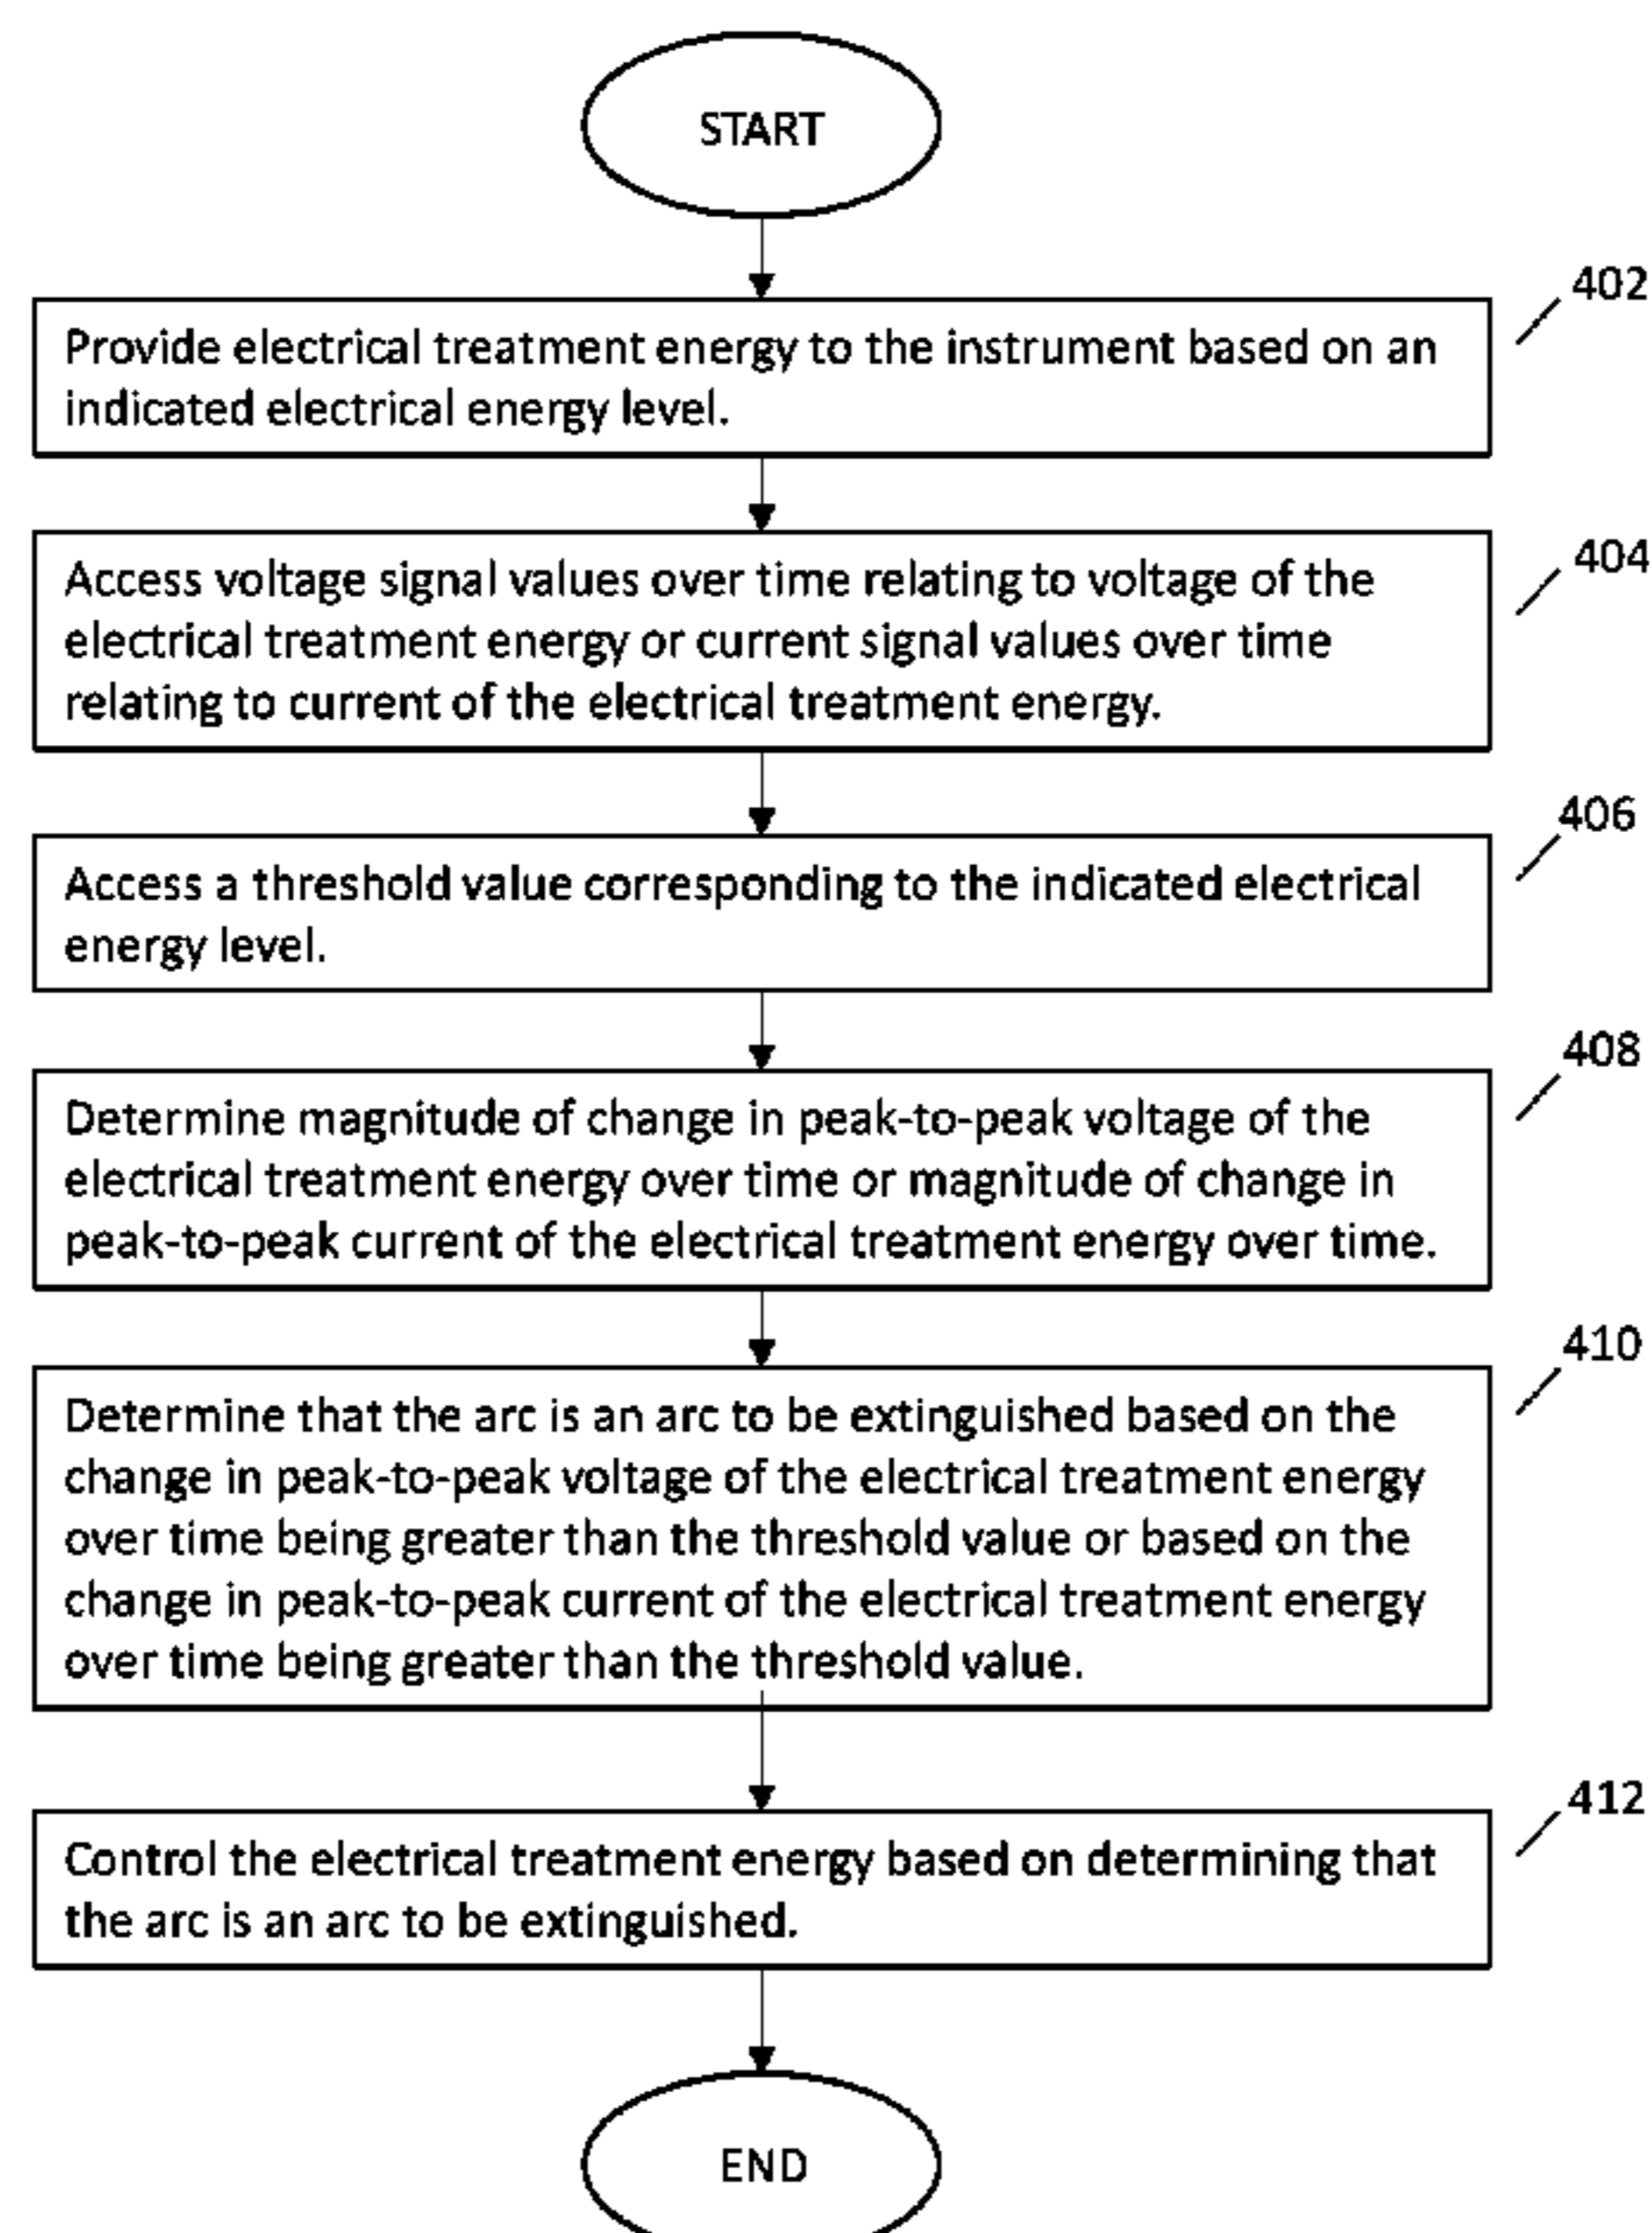 START
402
Provide electrical treatment energy to the instrument based on an
indicated electrical energy level.
404
Access voltage signal values over time relating to voltage of the
electrical treatment energy or current signal values over time
relating to current of the electrical treatment energy.
406
Access a threshold value corresponding to the indicated electrical
energy level.
408
Determine magnitude of change in peak-to-peak voltage of the
electrical treatment energy over time or magnitude of change in
peak-to-peak current of the electrical treatment energy over time.
410
Determine that the arc is an arc to be extinguished based on the
change in peak-to-peak voltage of the electrical treatment energy
over time being greater than the threshold value or based on the
change in peak-to-peak current of the electrical treatment energy
over time being greater than the threshold value.
412
Control the electrical treatment energy based on determining that
the arc is an arc to be extinguished.
END